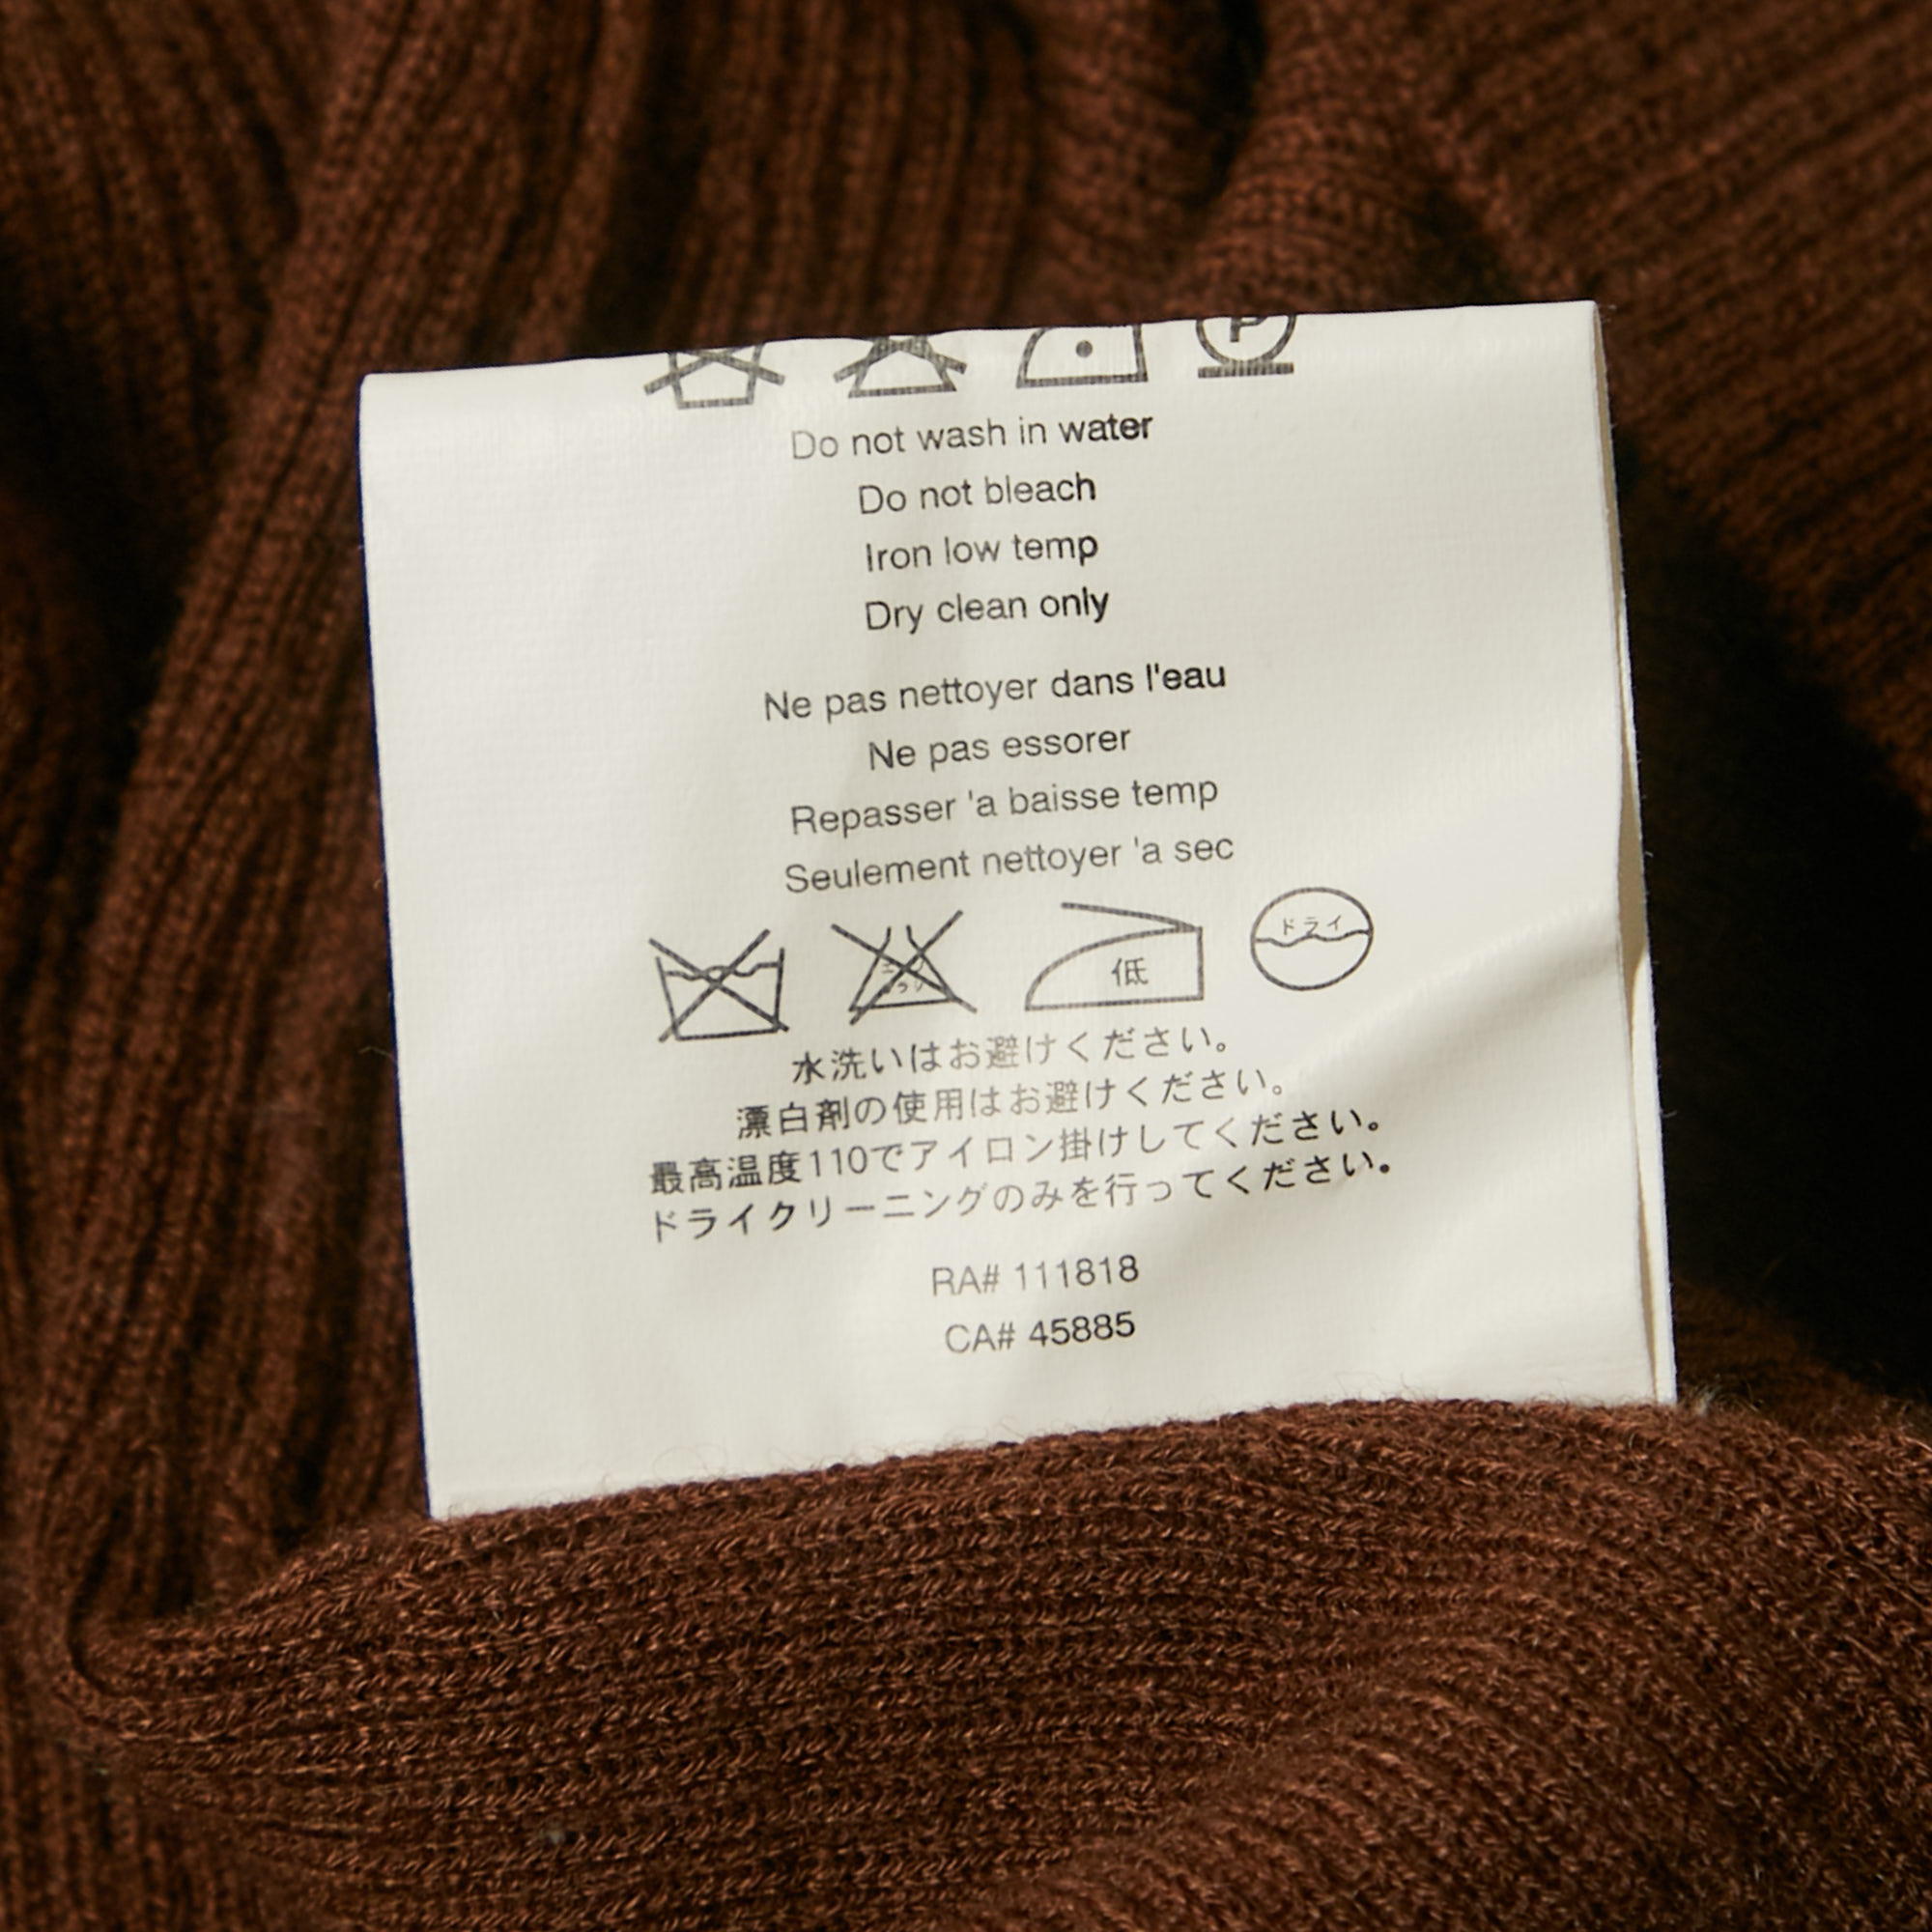 P
Do not wash in water
Do not bleach
Iron low temp
Dry clean only
Ne pas nettoyer dans l'eau
Ne pas essorer
Repasser 'a baisse temp
Seulement nettoyer 'a sec
低 ドライ
水洗いはお避けください。
漂白剤の使用はお避けください。
最高温度110でアイロン掛けしてください。
ドライクリーニングのみを行ってください。
RA# 111818
CA# 45885